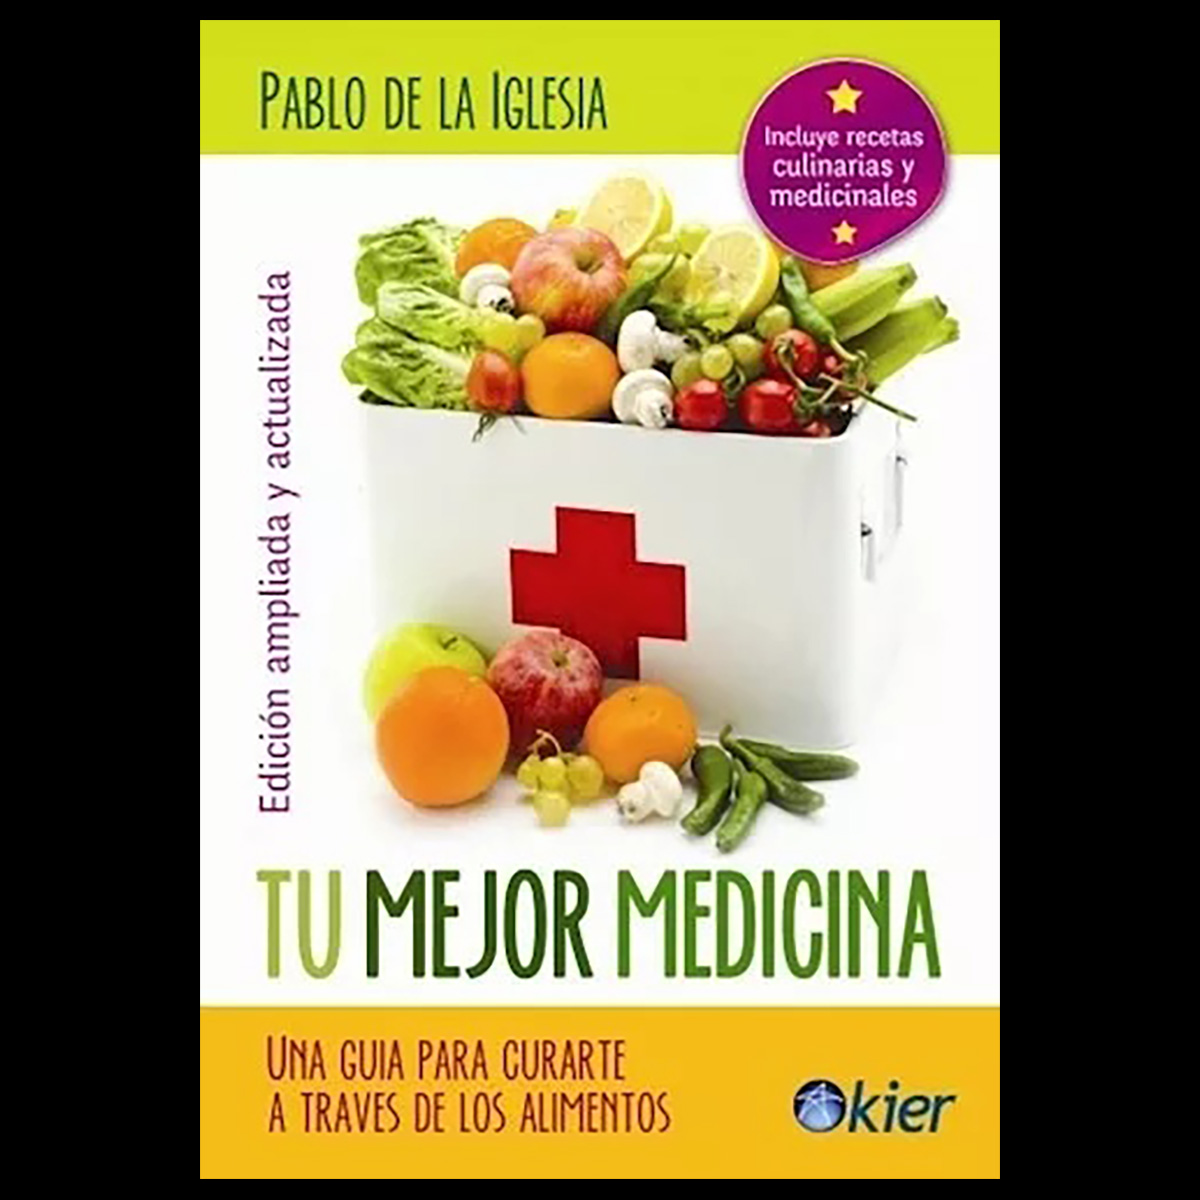 PABLO DE LA IGLESIA
Incluye recetas
culinarias y
medicinales
Edición ampliada y actualizada
TU MEJOR MEDICINA
UNA GUIA PARA CURARTE
A TRAVES DE LOS ALIMENTOS
kier